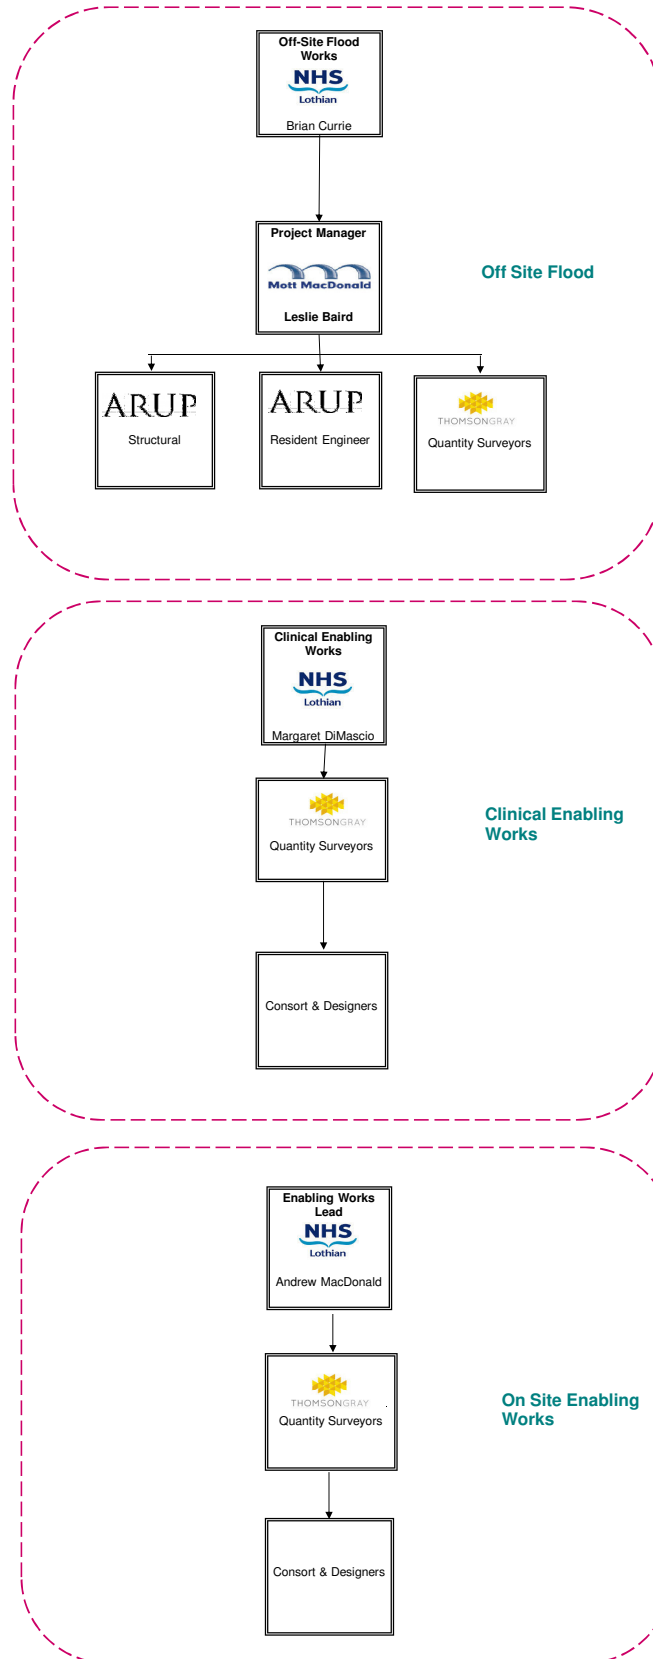 Off-Site Flood
Works
NHS
Lothian
Brian Currie
Project Manager
Mott MacDonald
Leslie Baird
Off Site Flood
ARUP
Structural
ARUP
Resident Engineer
THOMSONGRAY
Quantity Surveyors
Clinical Enabling
Works
NHS
Lothian
Margaret DiMascio
THOMSONGRAY
Quantity Surveyors
Clinical Enabling
Works
Consort & Designers
Enabling Works
Lead
NHS
Lothian
Andrew MacDonald
THOMSONGRAY
Quantity Surveyors
On Site Enabling
Works
Consort & Designers